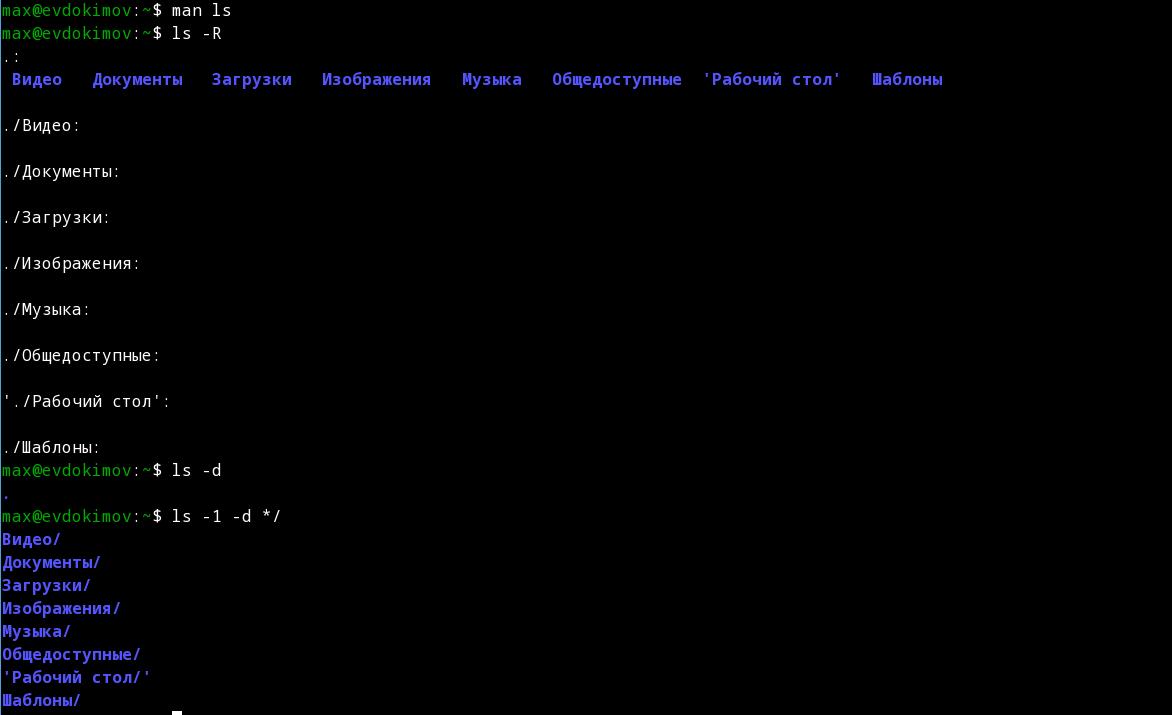 max@evdokimov:~$ man ls
max@evdokimov:~$ ls -R
.:
Видео Документы Загрузки Изображения Музыка Общедоступные 'Рабочий стол' Шаблоны
./Видео:
./Документы:
./Загрузки:
./Изображения:
./Музыка:
./Общедоступные:
'./Рабочий стол':
./Шаблоны:
max@evdokimov:~$ ls -d
.
max@evdokimov:~$ ls -1 -d */
Видео/
Документы/
Загрузки/
Изображения/
Музыка/
Общедоступные/
'Рабочий стол/'
Шаблоны/